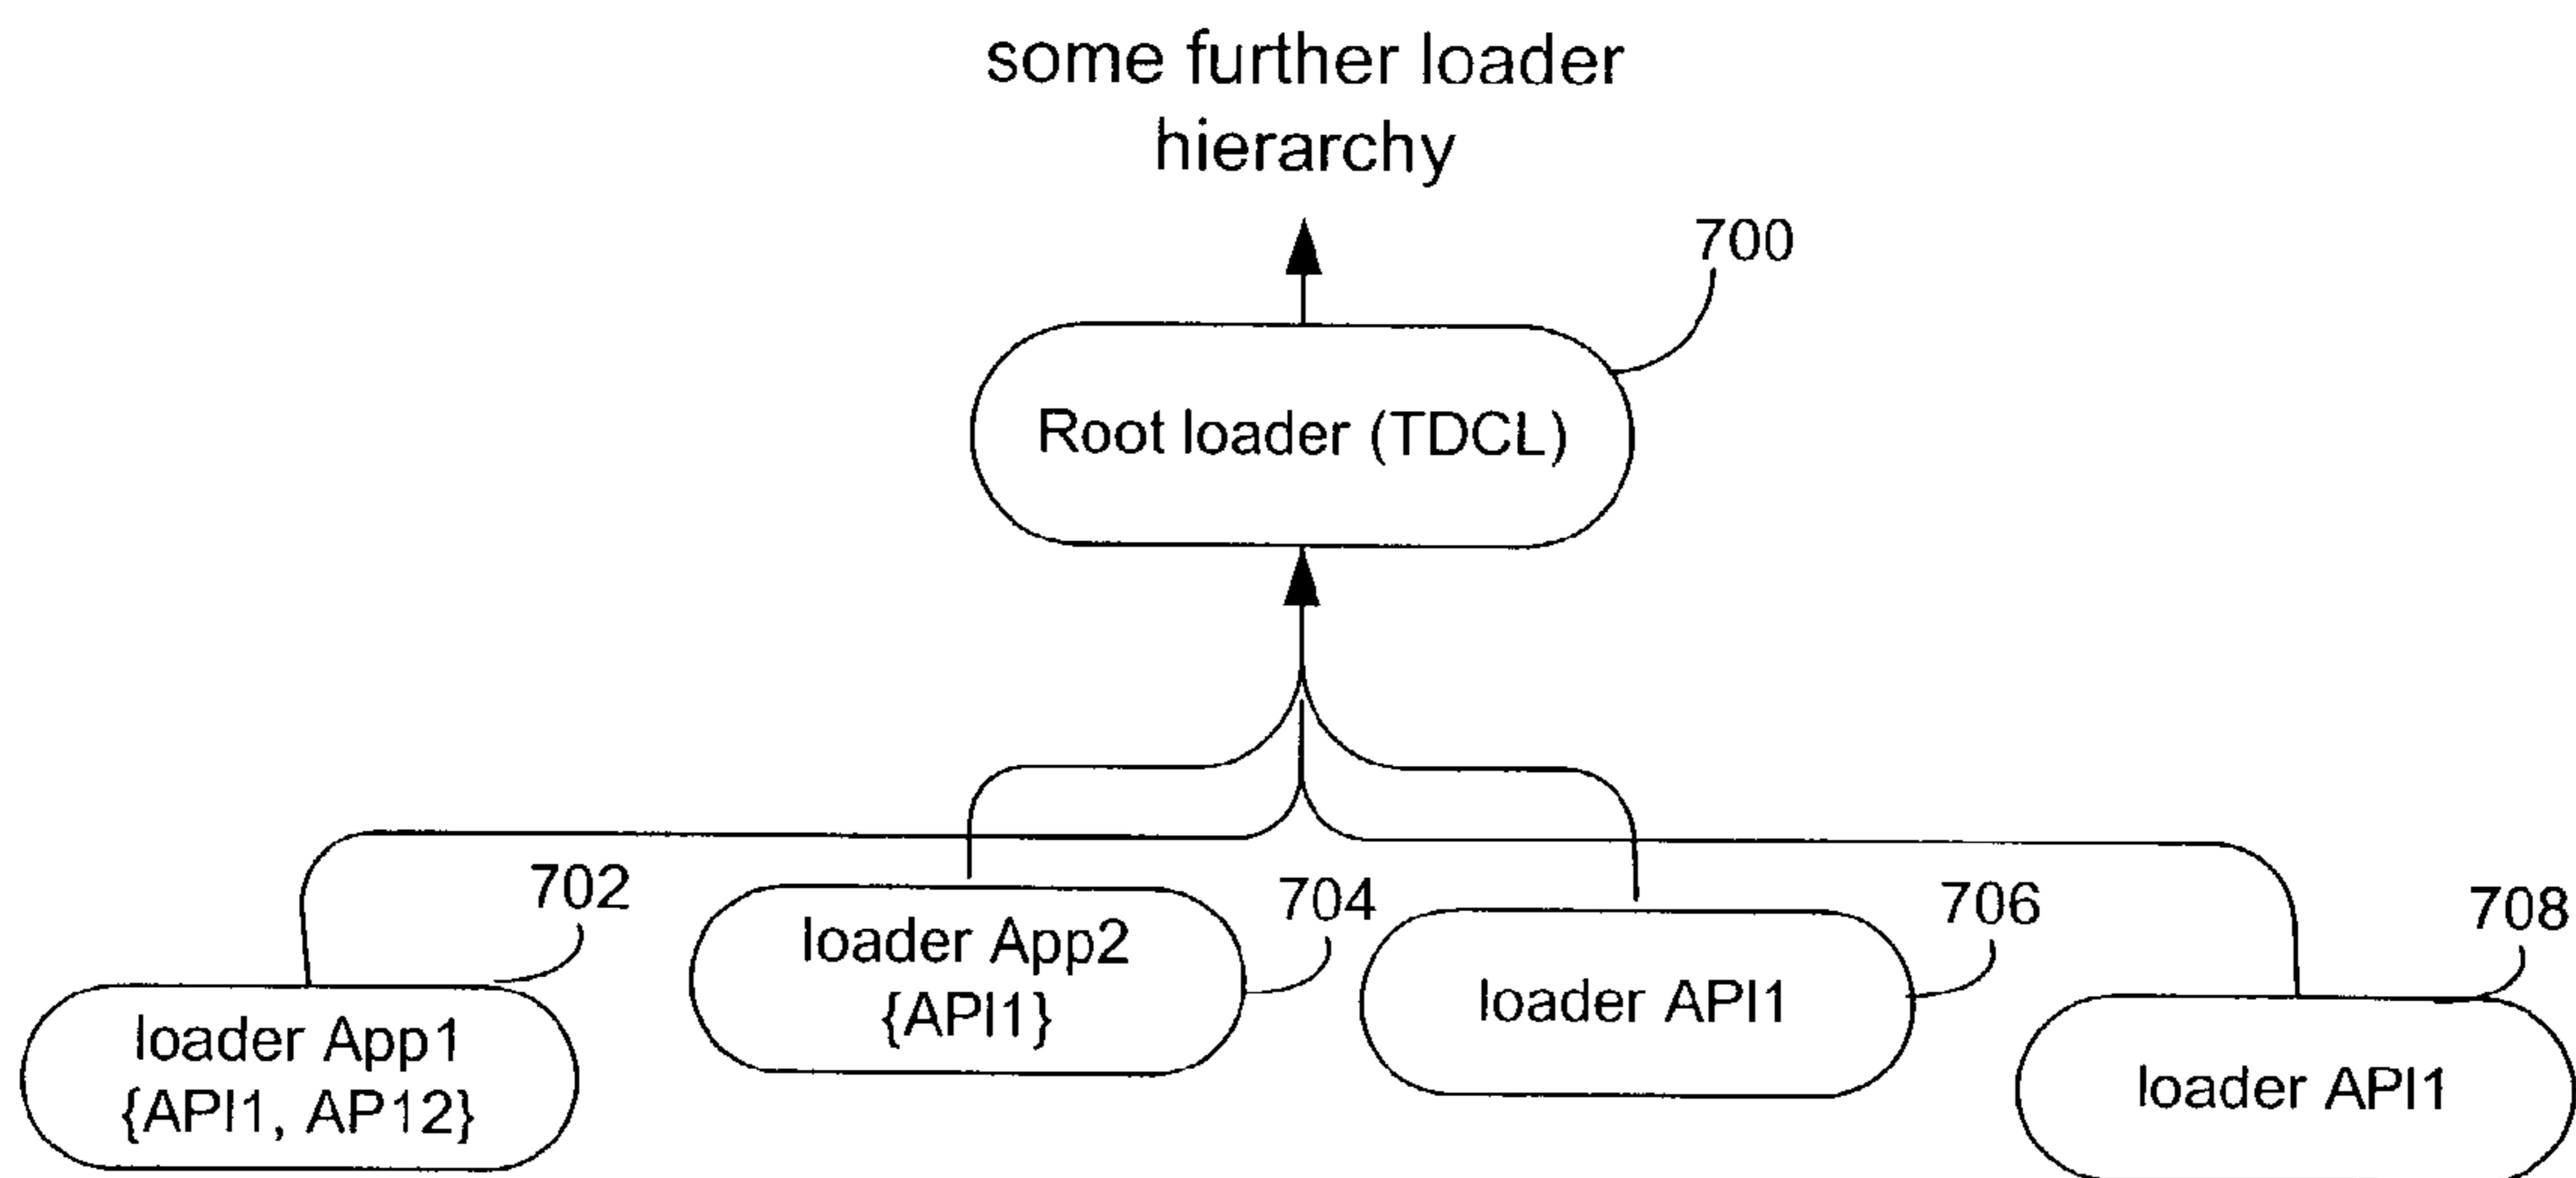 some further loader
hierarchy
700
Root loader (TDCL)
702
704
706
708
loader App1
{API1, AP12}
loader App2
{API1}
loader API1
loader API1